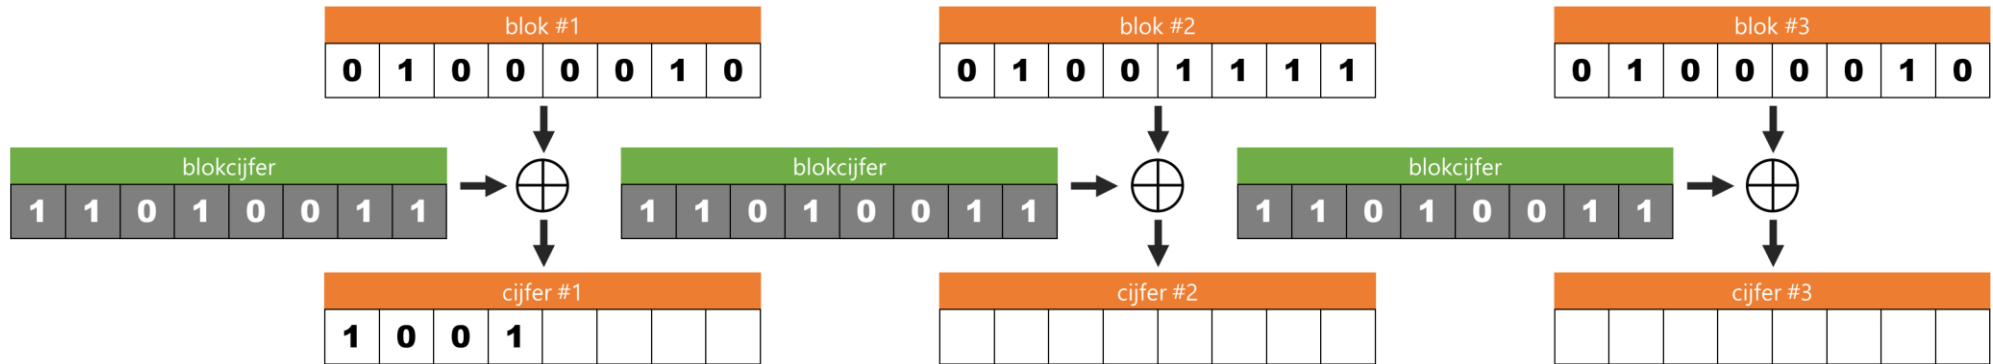 blok #1 blok #2 blok #3
0 1 0 0 0 0 1 0 0 1 0 0 1 1 1 1 0 1 0 0 0 0 1 0
blokcijfer blokcijfer blokcijfer
1 1 0 1 0 0 1 1 1 1 0 1 0 0 1 1 1 1 0 1 0 0 1 1
cijfer #1 cijfer #2 cijfer #3
1 0 0 1